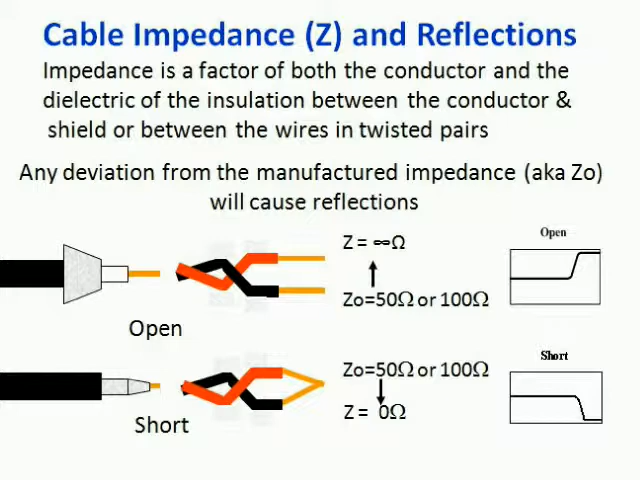 Cable Impedance (Z) and Reflections
Impedance is a factor of both the conductor and the
dielectric of the insulation between the conductor &
shield or between the wires in twisted pairs
Any deviation from the manufactured impedance (aka Zo)
will cause reflections
Z = ∞Ω
Open
Zo=50Ω or 100Ω
Open
Zo=50Ω or 100Ω
Short
Z = 0Ω
Short